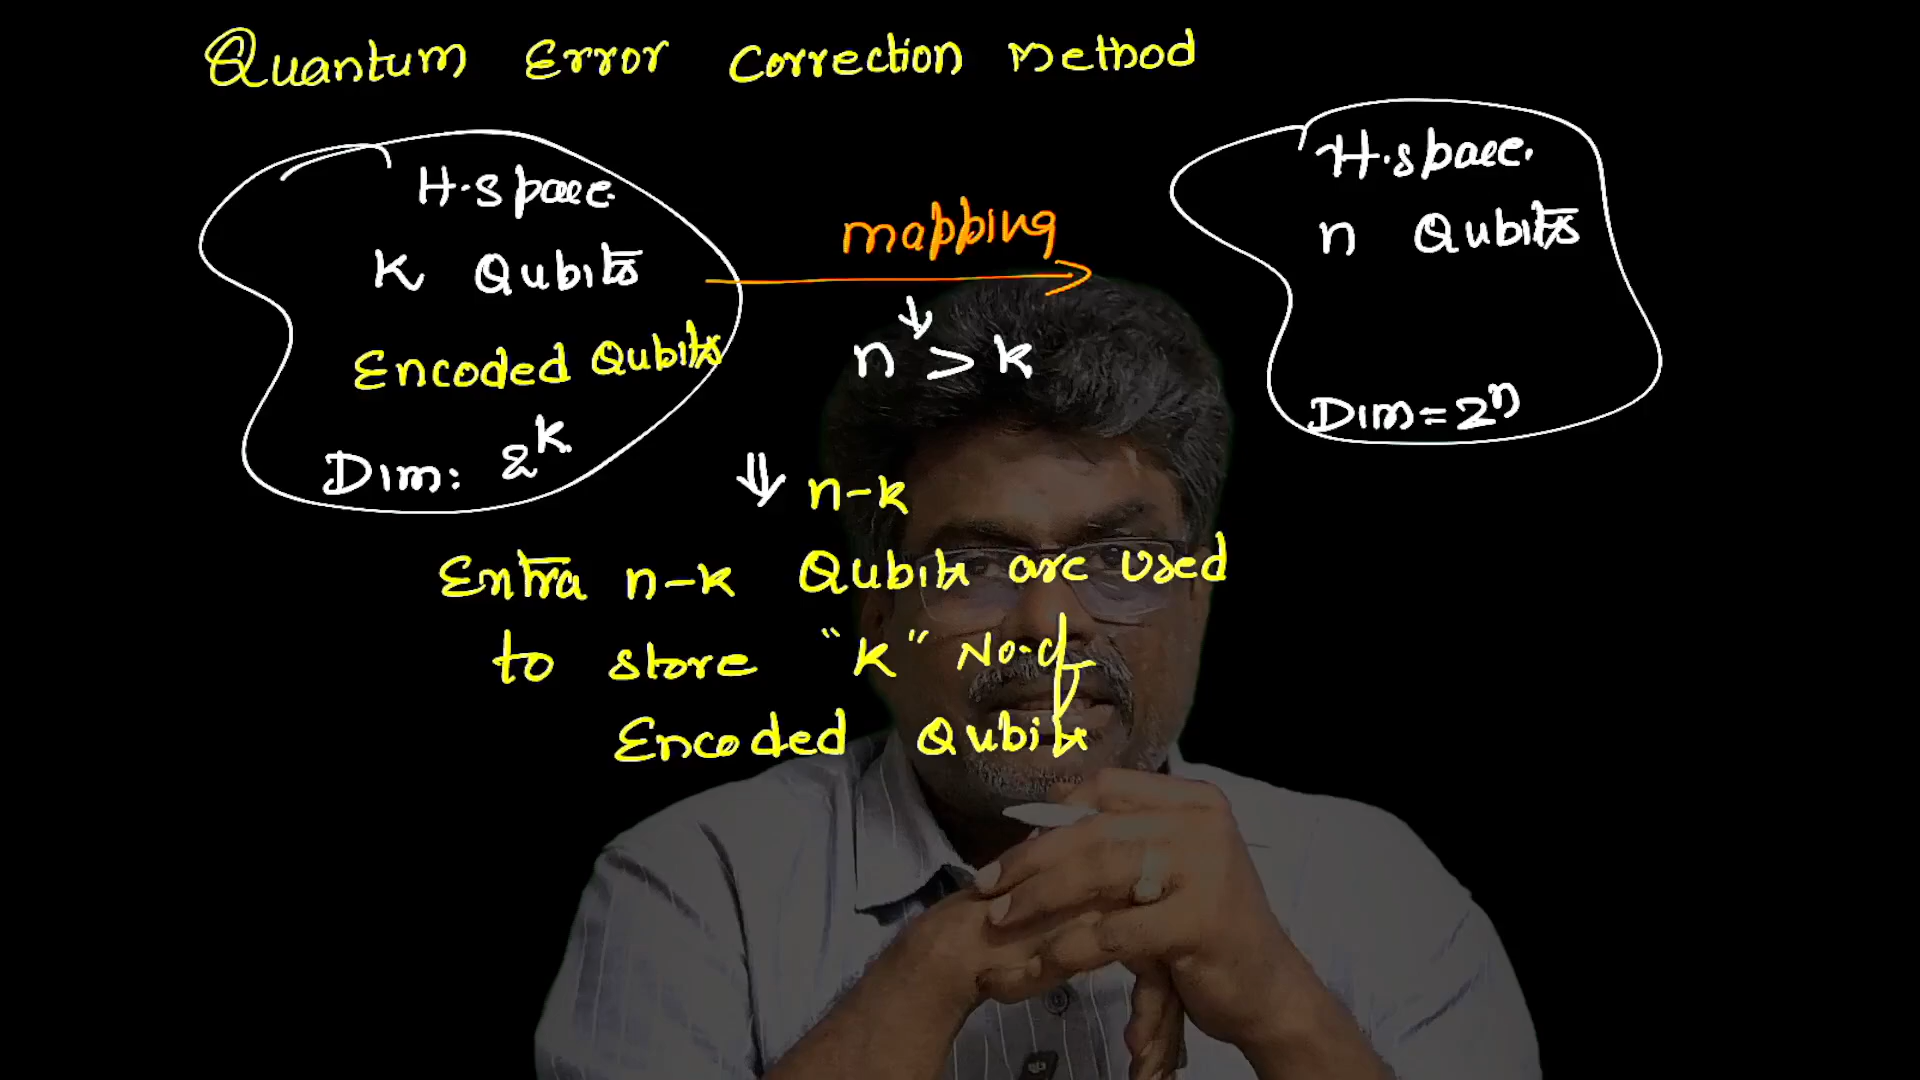 Quantum Error Correction Method
H.space.
K Qubits
Encoded Qubits
Dim: 2^k
mapping
n > k
H.space.
n Qubits
Dim = 2^n
n-k
Extra n-k Qubits are used
to store "K" No.of
Encoded Qubits